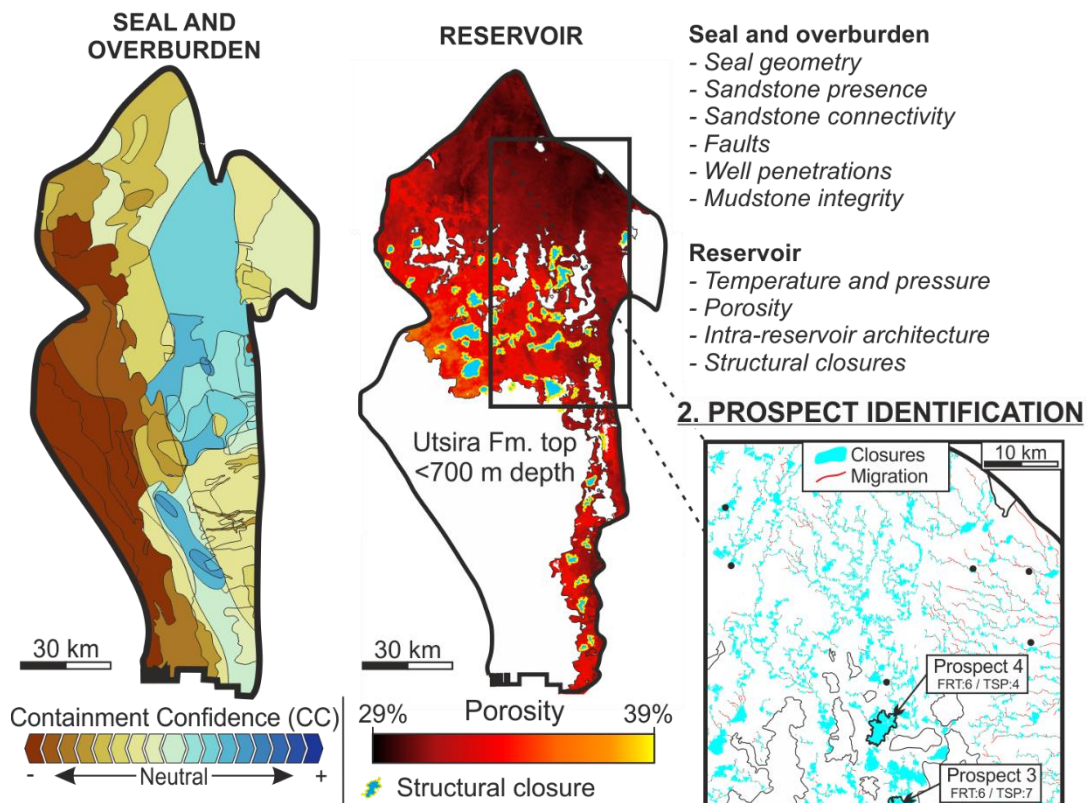 SEAL AND
OVERBURDEN
30 km
Containment Confidence (CC)
- Neutral +
RESERVOIR
Utsira Fm. top
<700 m depth
30 km
29% Porosity 39%
Structural closure
Seal and overburden
- Seal geometry
- Sandstone presence
- Sandstone connectivity
- Faults
- Well penetrations
- Mudstone integrity
Reservoir
- Temperature and pressure
- Porosity
- Intra-reservoir architecture
- Structural closures
2. PROSPECT IDENTIFICATION
Closures
Migration
10 km
Prospect 4
FRT:6 / TSP:4
Prospect 3
FRT:6 / TSP:7